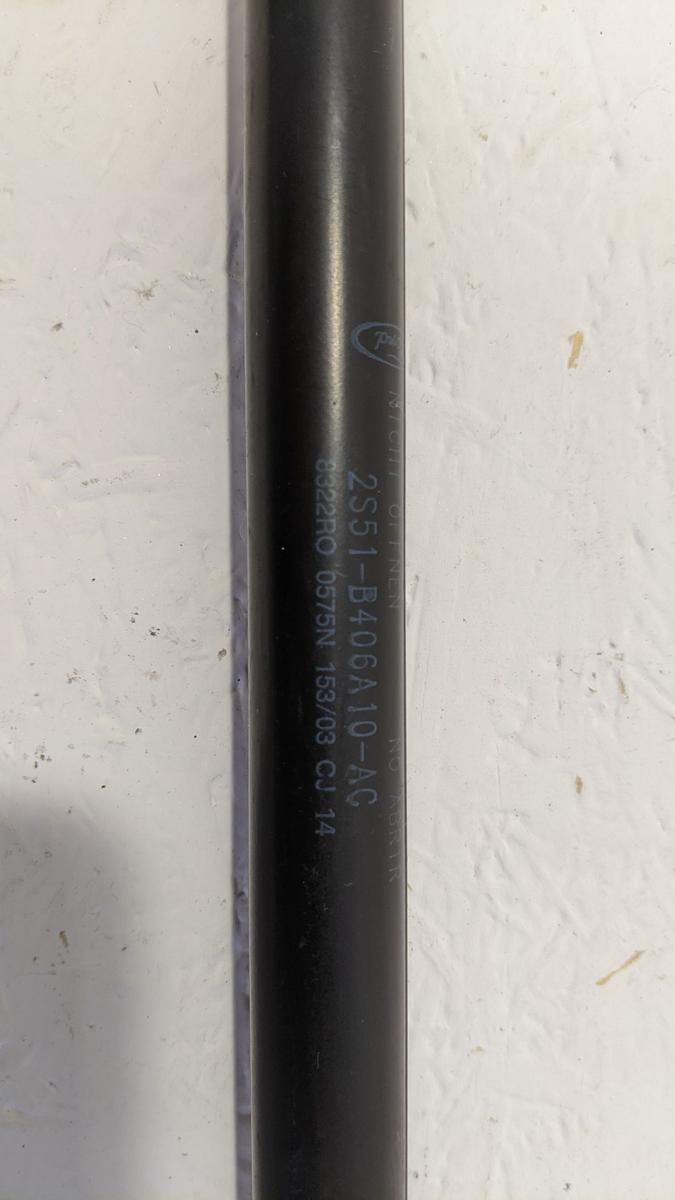 NICHT ÖFFNEN NO ABRIR
2S51-B406A10-AC
8322RO 0575N 153/03 CJ 14